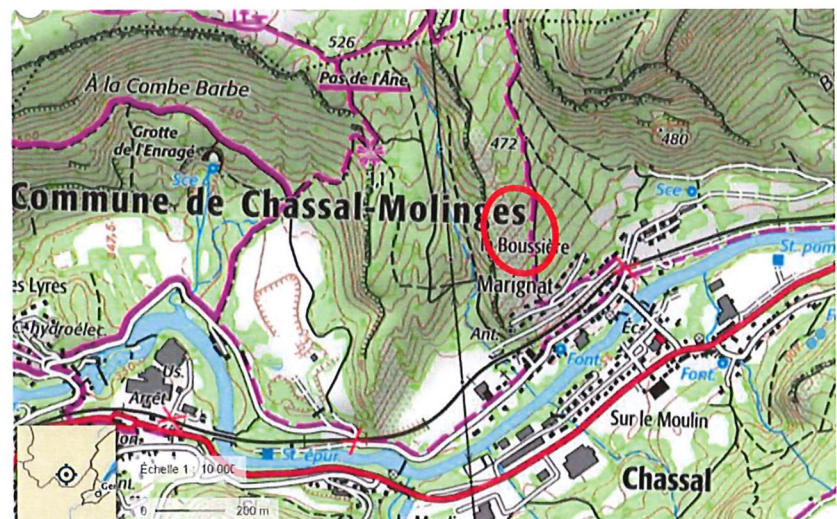 526
Pas de l'Âne
À la Combe Barbe
Grotte
de l'Enragé
472
480
Sce
Sce
Commune de Chassal-Molinges
Boussière
St. pom
es Lyres
Marignat
C. hydroélec.
Ant.
Éc.
Us.
Font.
Font.
Arrêt
Sur le Moulin
St. épur.
Échelle 1 : 10 000
Chassal
0
200 m